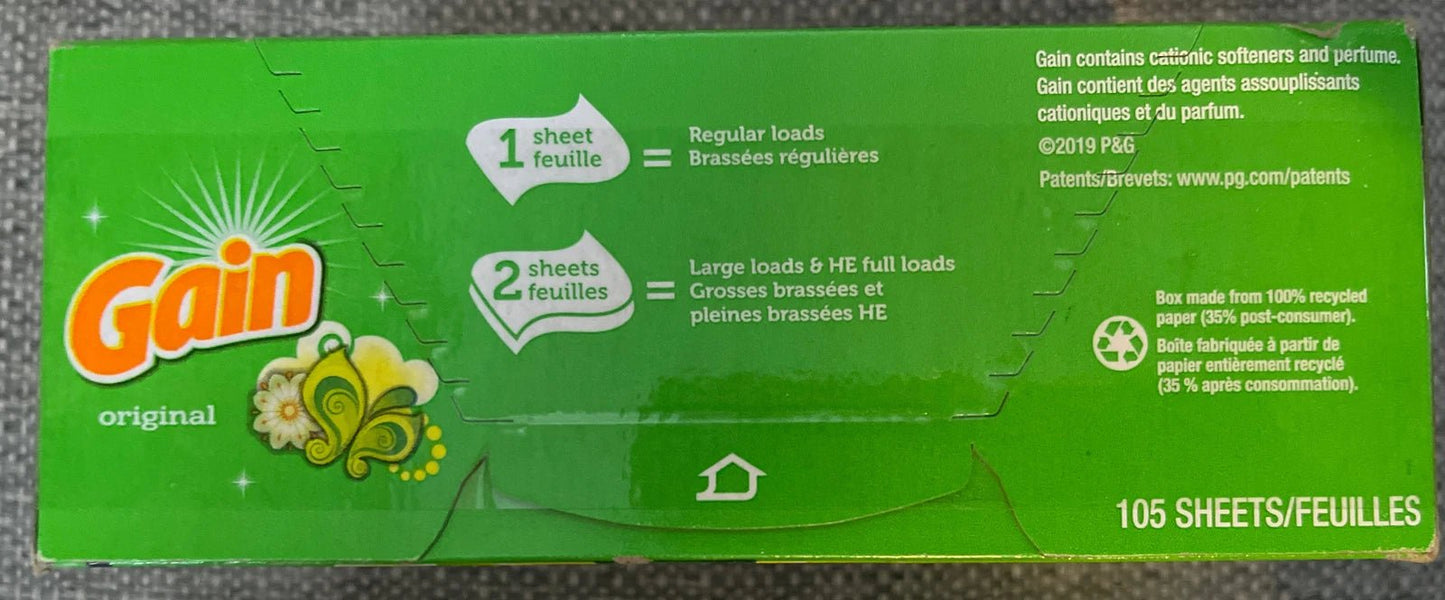 Gain
original
1 sheet
feuille
=
Regular loads
Brassées régulières
2 sheets
feuilles
=
Large loads & HE full loads
Grosses brassées et
pleines brassées HE
Gain contains cationic softeners and perfume.
Gain contient des agents assouplissants
cationiques et du parfum.
©2019 P&G
Patents/Brevets: www.pg.com/patents
Box made from 100% recycled
paper (35% post-consumer).
Boîte fabriquée à partir de
papier entièrement recyclé
(35 % après consommation).
105 SHEETS/FEUILLES